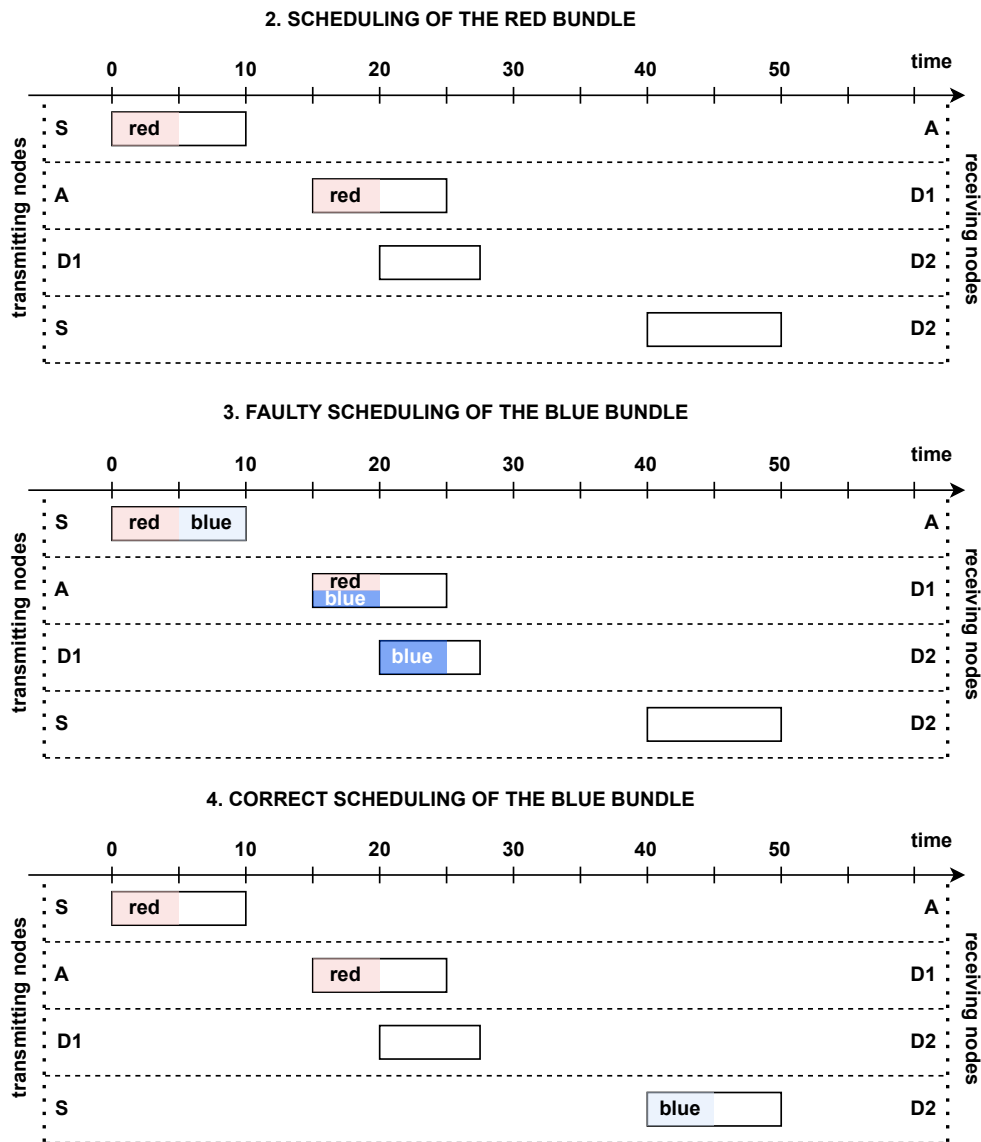 2. SCHEDULING OF THE RED BUNDLE
0 10 20 30 40 50 time
transmitting nodes
receiving nodes
S red A
A red D1
D1 D2
S D2
3. FAULTY SCHEDULING OF THE BLUE BUNDLE
0 10 20 30 40 50 time
transmitting nodes
receiving nodes
S red blue A
A red D1
blue
D1 blue D2
S D2
4. CORRECT SCHEDULING OF THE BLUE BUNDLE
0 10 20 30 40 50 time
transmitting nodes
receiving nodes
S red A
A red D1
D1 D2
S blue D2